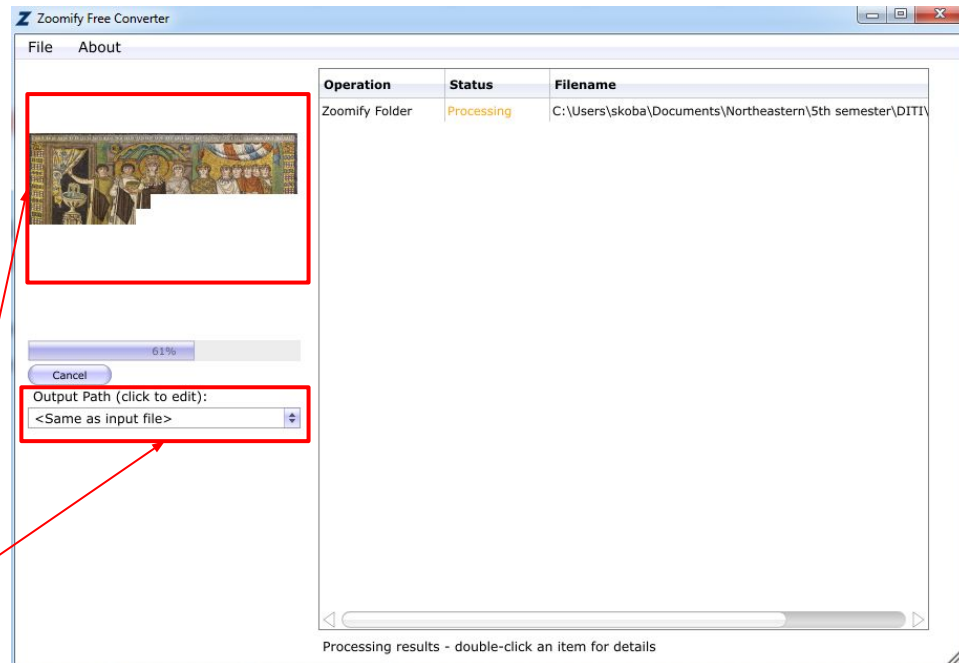 Zoomify Free Converter
File About
Operation Status Filename
Zoomify Folder Processing C:\Users\skoba\Documents\Northeastern\5th semester\DITI\
61%
Cancel
Output Path (click to edit):
<Same as input file>
Processing results - double-click an item for details